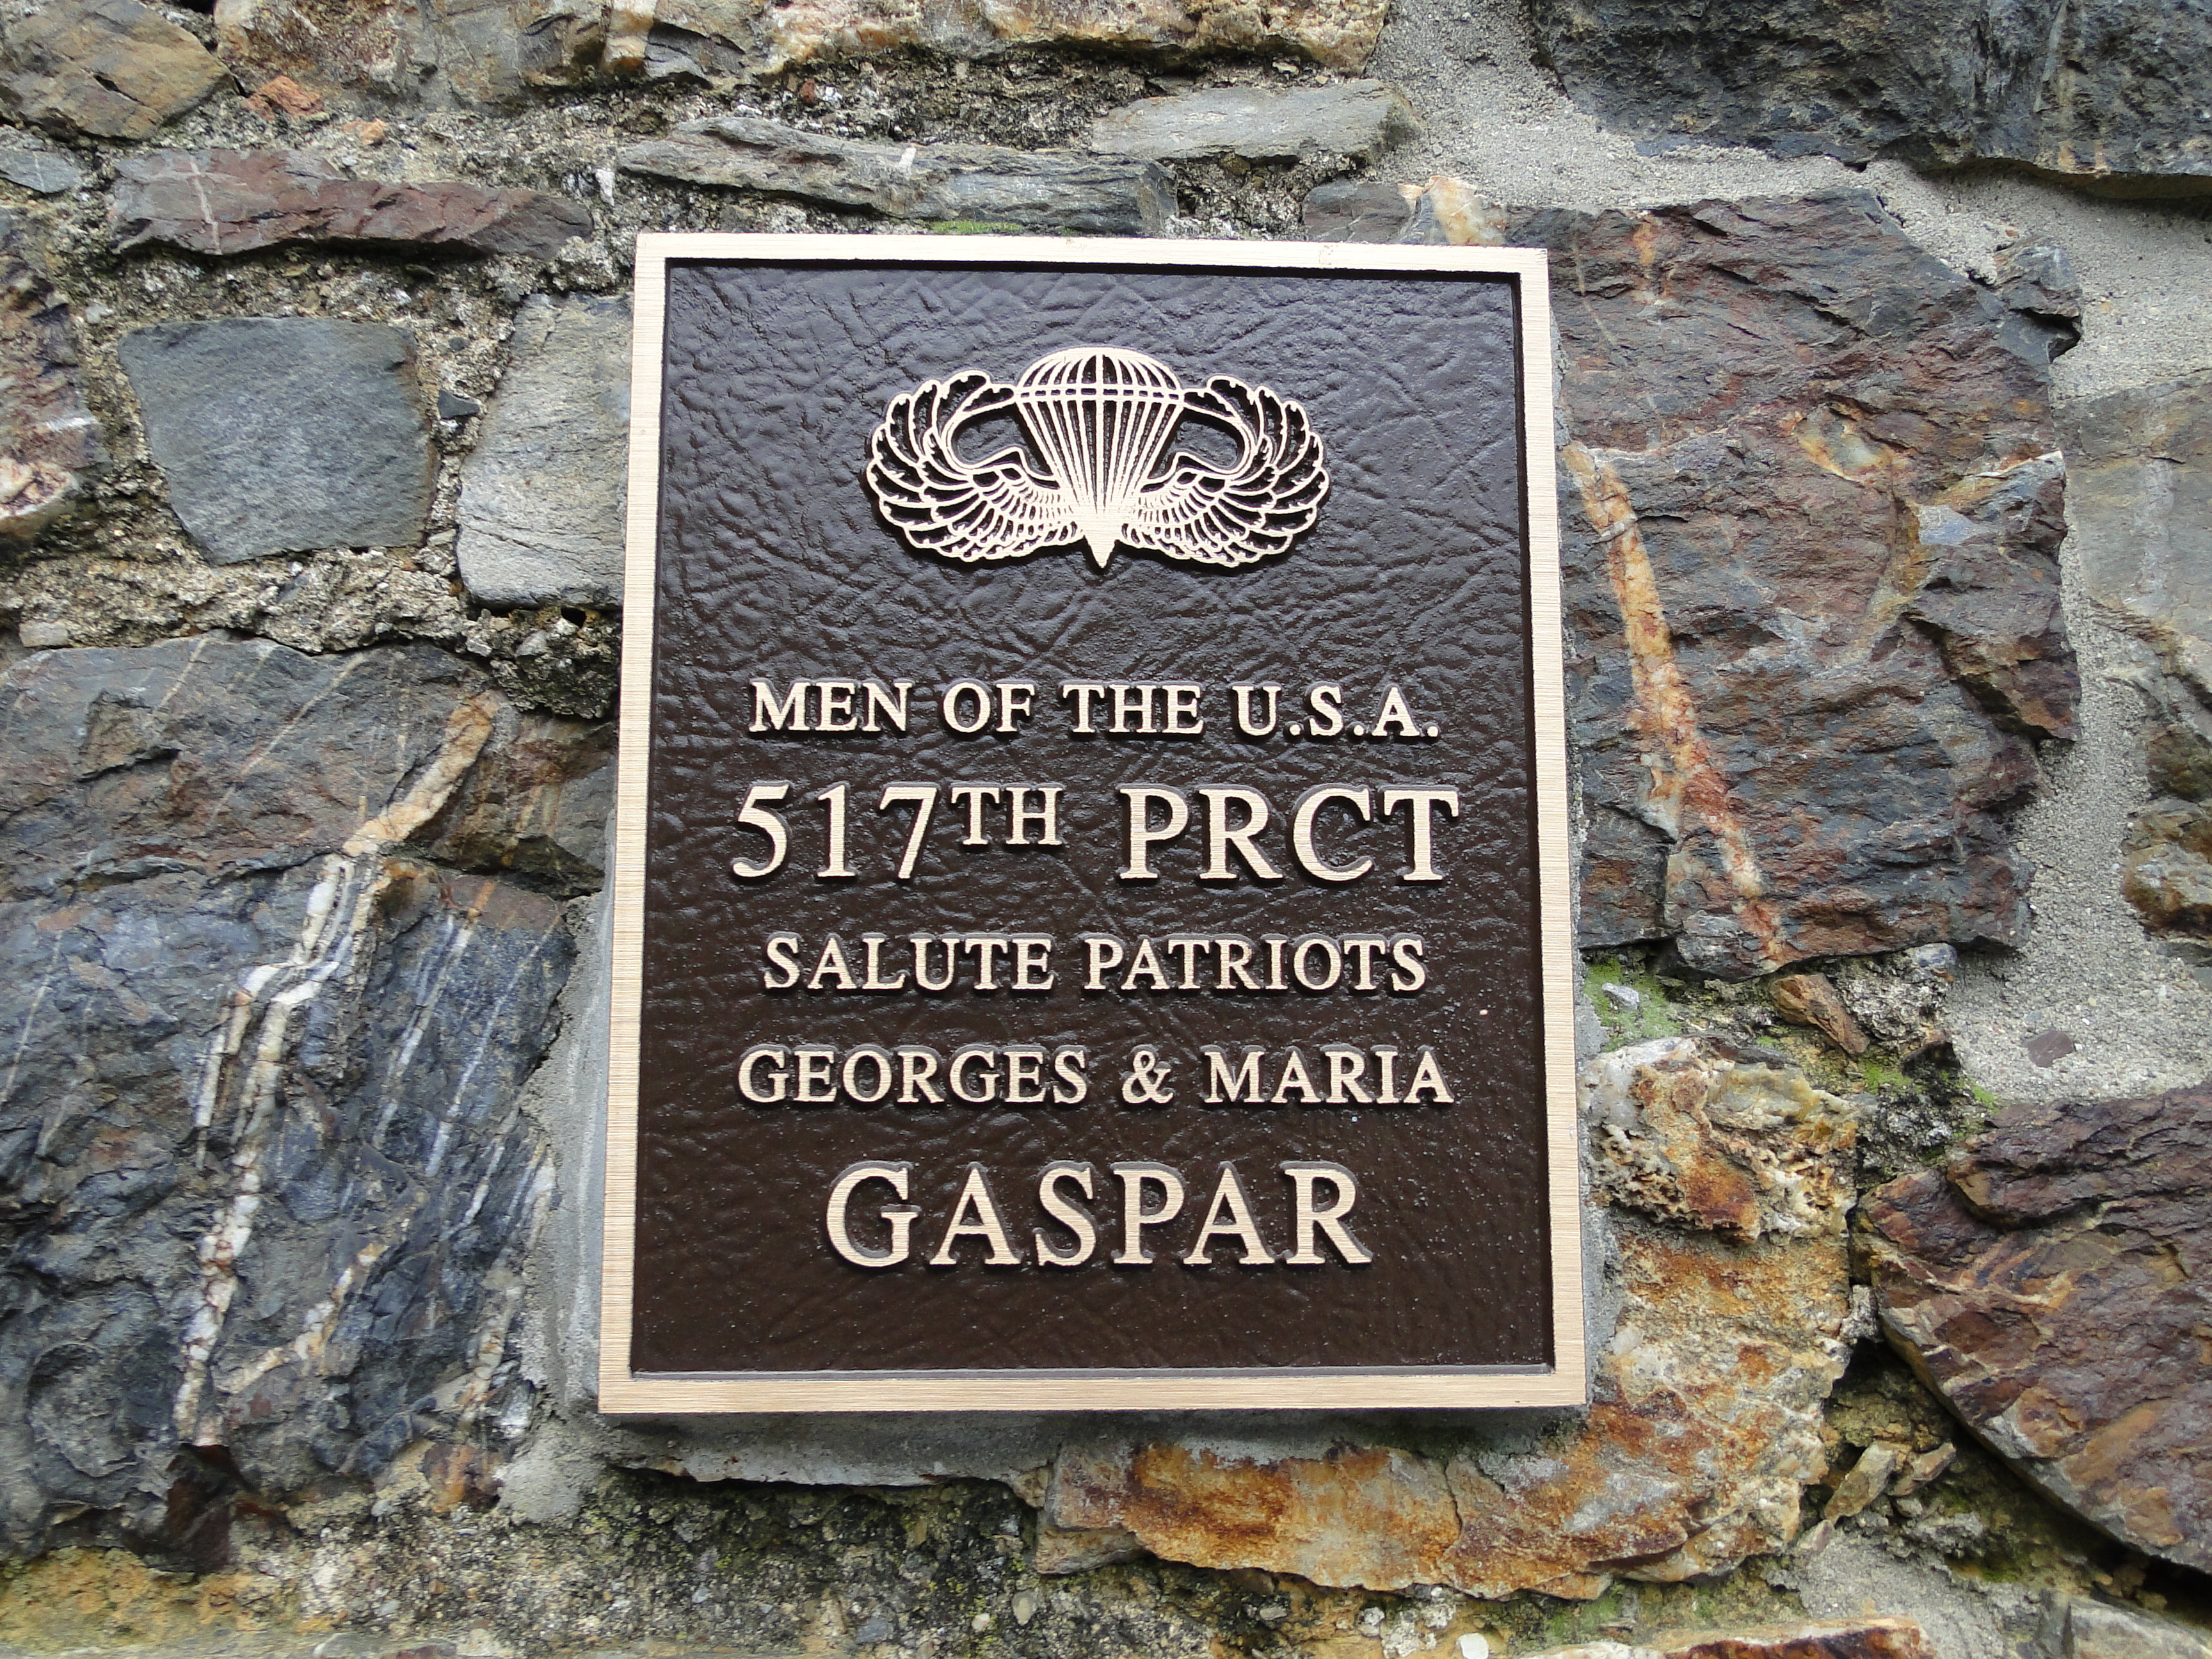 MEN OF THE U.S.A.
517TH PRCT
SALUTE PATRIOTS
GEORGES & MARIA
GASPAR